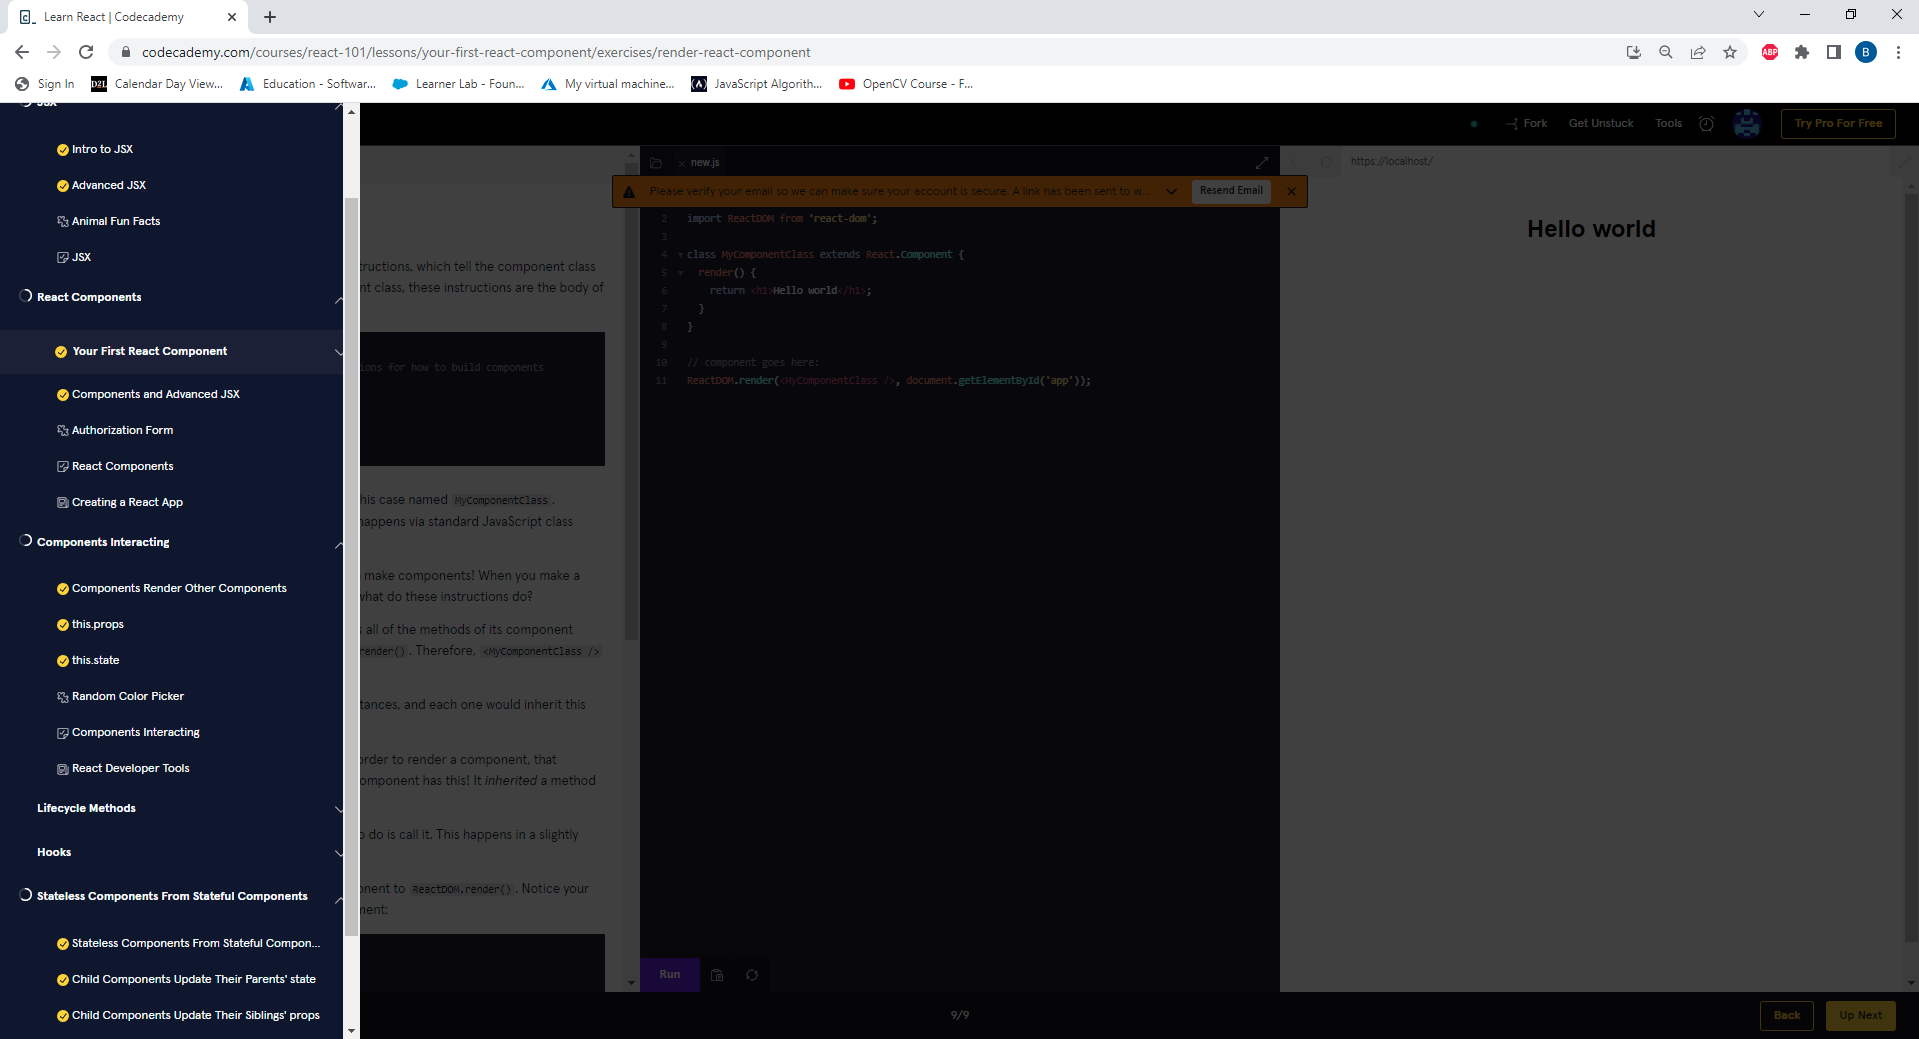 Learn React | Codecademy
codecademy.com/courses/react-101/lessons/your-first-react-component/exercises/render-react-component
ABP
B
Sign In
D2L
Calendar Day View...
Education - Softwar...
Learner Lab - Foun...
My virtual machine...
JavaScript Algorith...
OpenCV Course - F...
JSX
Intro to JSX
Advanced JSX
Animal Fun Facts
JSX
React Components
Your First React Component
Components and Advanced JSX
Authorization Form
React Components
Creating a React App
Components Interacting
Components Render Other Components
this.props
this.state
Random Color Picker
Components Interacting
React Developer Tools
Lifecycle Methods
Hooks
Stateless Components From Stateful Components
Stateless Components From Stateful Compon...
Child Components Update Their Parents' state
Child Components Update Their Siblings' props
Fork
Get Unstuck
Tools
Try Pro For Free
tructions, which tell the component class
nt class, these instructions are the body of
ions for how to build components
his case named MyComponentClass.
happens via standard JavaScript class
make components! When you make a
what do these instructions do?
all of the methods of its component
render(). Therefore, <MyComponentClass />
tances, and each one would inherit this
order to render a component, that
omponent has this! It inherited a method
do is call it. This happens in a slightly
onent to ReactDOM.render(). Notice your
ment:
new.js
Please verify your email so we can make sure your account is secure. A link has been sent to w...
Resend Email
2 import ReactDOM from 'react-dom';
3
4 class MyComponentClass extends React.Component {
5 render() {
6 return <h1>Hello world</h1>;
7 }
8 }
9
10 // component goes here:
11 ReactDOM.render(<MyComponentClass />, document.getElementById('app'));
Run
https://localhost/
Hello world
9/9
Back
Up Next